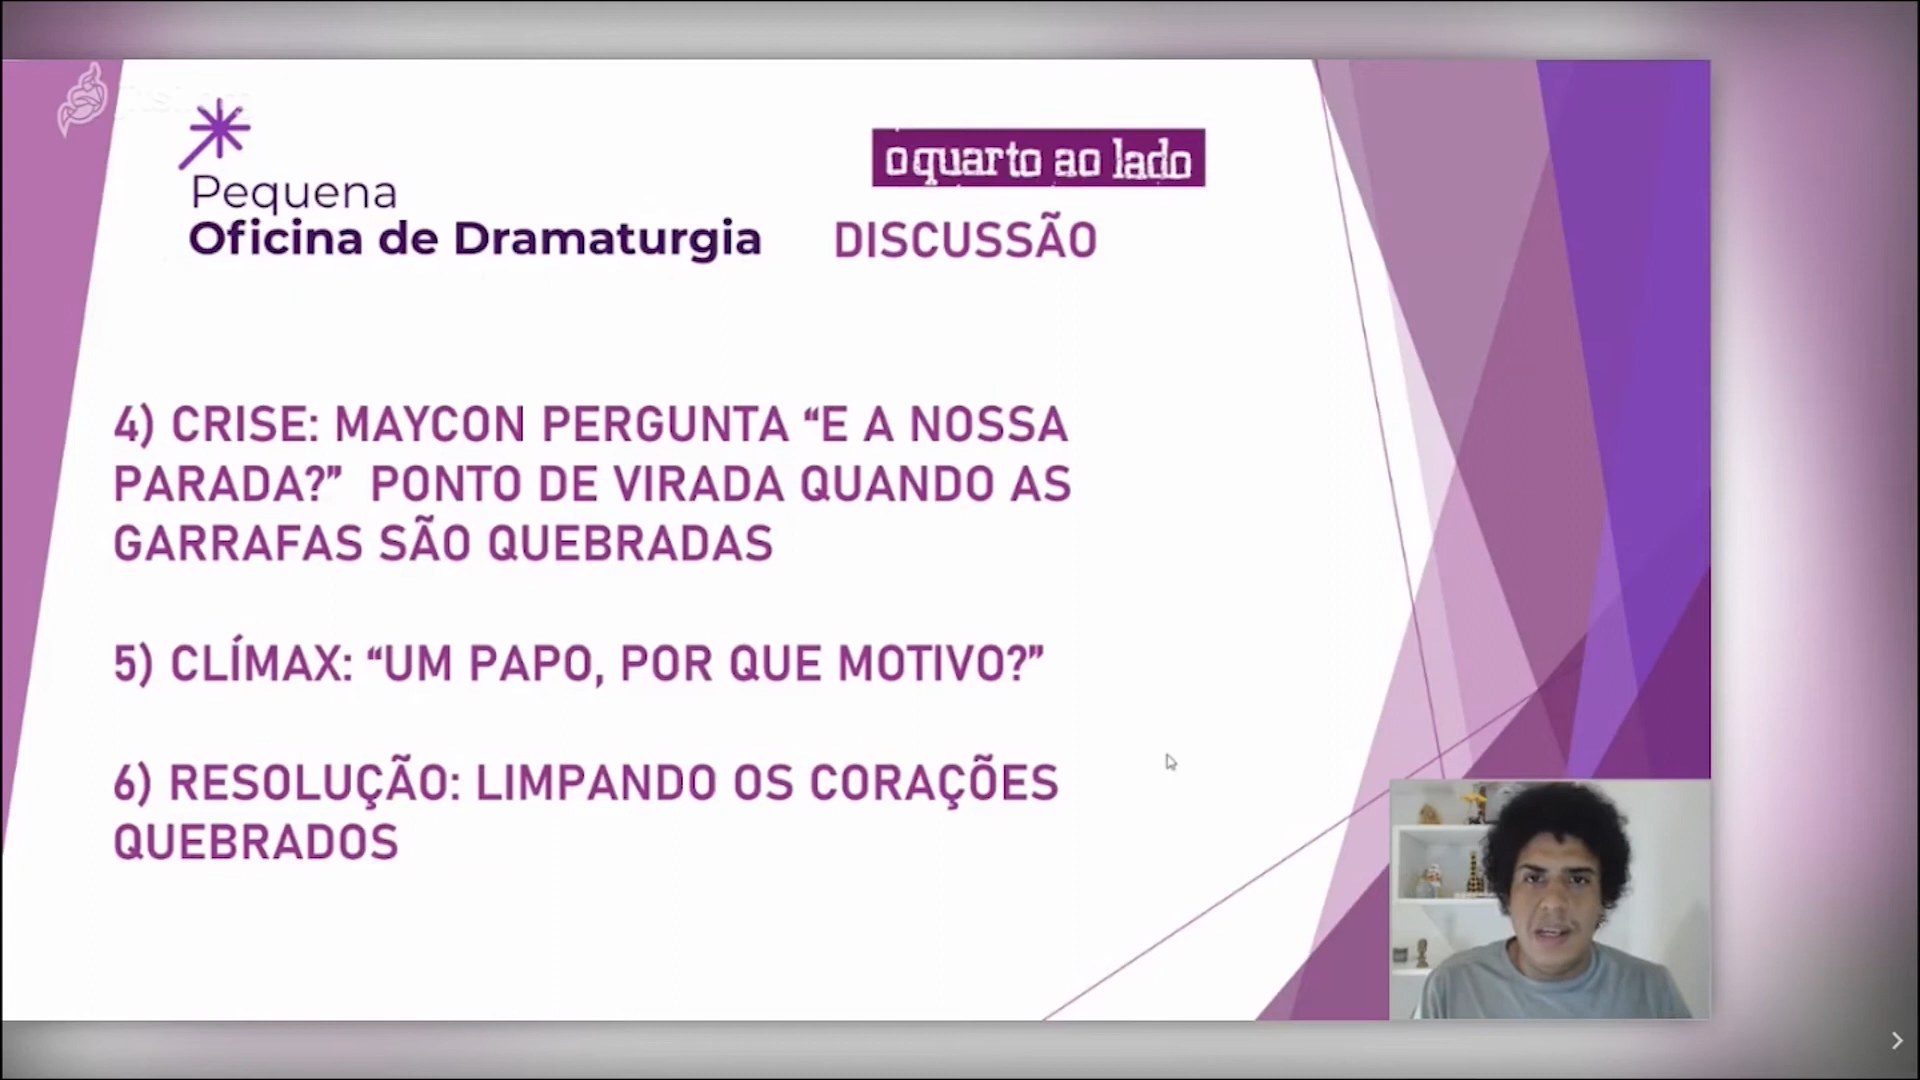 Pequena
Oficina de Dramaturgia
o quarto ao lado
DISCUSSÃO
4) CRISE: MAYCON PERGUNTA “E A NOSSA
PARADA?” PONTO DE VIRADA QUANDO AS
GARRAFAS SÃO QUEBRADAS
5) CLÍMAX: “UM PAPO, POR QUE MOTIVO?”
6) RESOLUÇÃO: LIMPANDO OS CORAÇÕES
QUEBRADOS